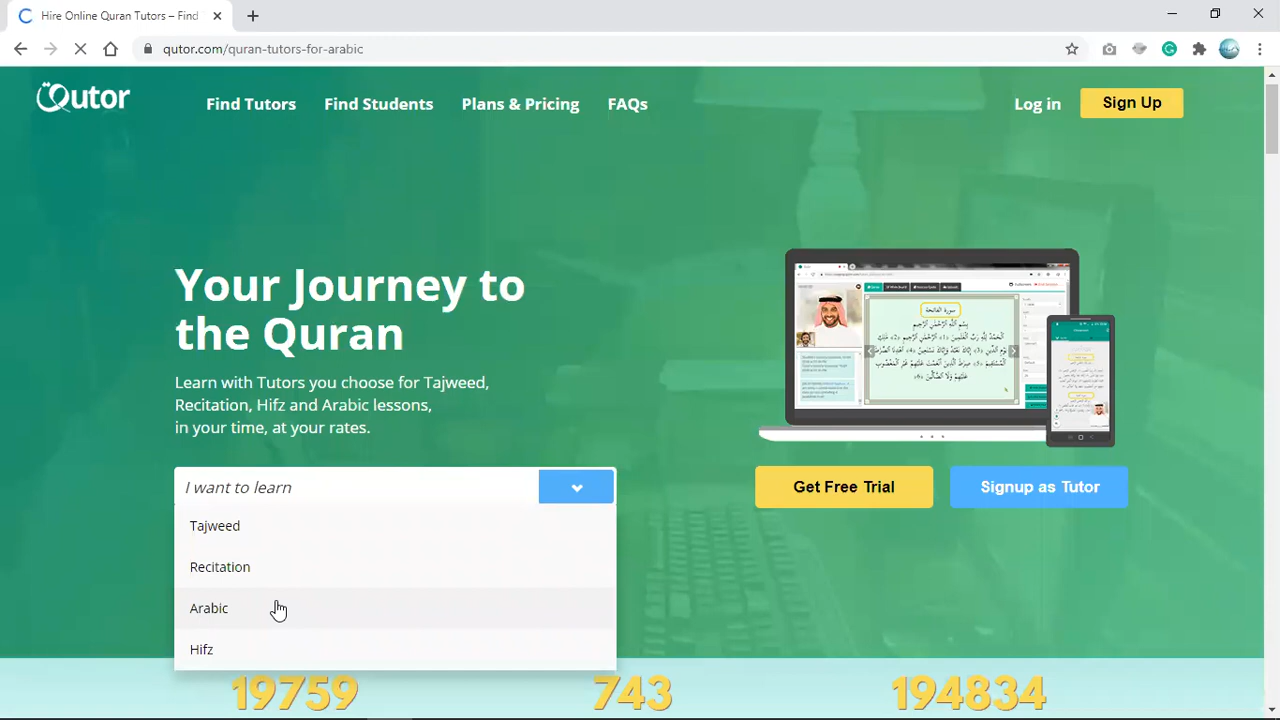 Hire Online Quran Tutors – Find
qutor.com/quran-tutors-for-arabic
Qutor
Find Tutors
Find Students
Plans & Pricing
FAQs
Log in
Sign Up
Your Journey to
the Quran
Learn with Tutors you choose for Tajweed,
Recitation, Hifz and Arabic lessons,
in your time, at your rates.
I want to learn
Tajweed
Recitation
Arabic
Hifz
سورة الفاتحة
Get Free Trial
Signup as Tutor
19759
743
194834